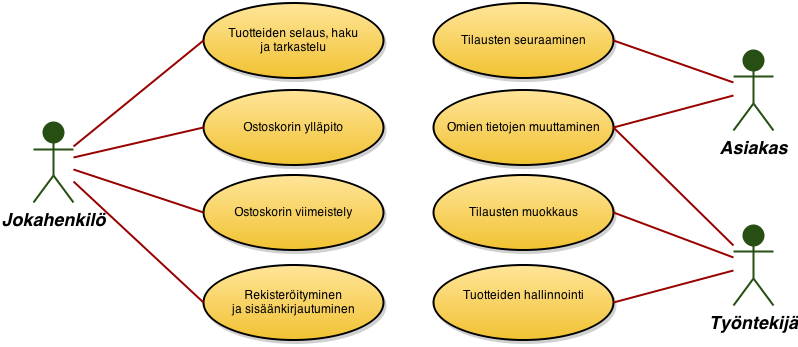 Tuotteiden selaus, haku
ja tarkastelu
Ostoskorin ylläpito
Ostoskorin viimeistely
Rekisteröityminen
ja sisäänkirjautuminen
Jokahenkilö
Tilausten seuraaminen
Omien tietojen muuttaminen
Tilausten muokkaus
Tuotteiden hallinnointi
Asiakas
Työntekijä